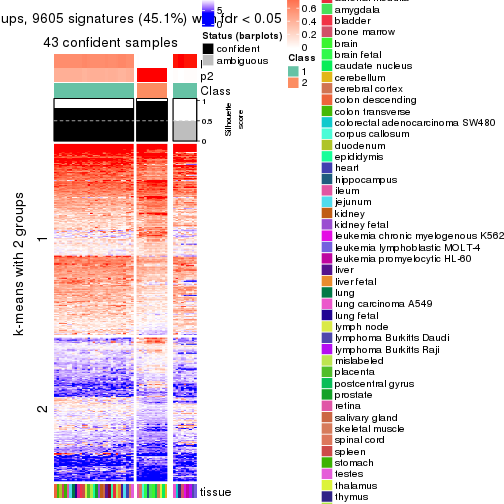 ups, 9605 signatures (45.1%) with fdr < 0.05
43 confident samples
p2
Class
1
0.5
0
Silhouette
score
k-means with 2 groups
1
2
tissue
0
Status (barplots)
confident
ambiguous
0.6
0.4
0.2
0
Class
1
2
amygdala
bladder
bone marrow
brain
brain fetal
caudate nucleus
cerebellum
cerebral cortex
colon descending
colon transverse
colorectal adenocarcinoma SW480
corpus callosum
duodenum
epididymis
heart
hippocampus
ileum
jejunum
kidney
kidney fetal
leukemia chronic myelogenous K562
leukemia lymphoblastic MOLT-4
leukemia promyelocytic HL-60
liver
liver fetal
lung
lung carcinoma A549
lung fetal
lymph node
lymphoma Burkitts Daudi
lymphoma Burkitts Raji
mislabeled
placenta
postcentral gyrus
prostate
retina
salivary gland
skeletal muscle
spinal cord
spleen
stomach
testes
thalamus
thymus